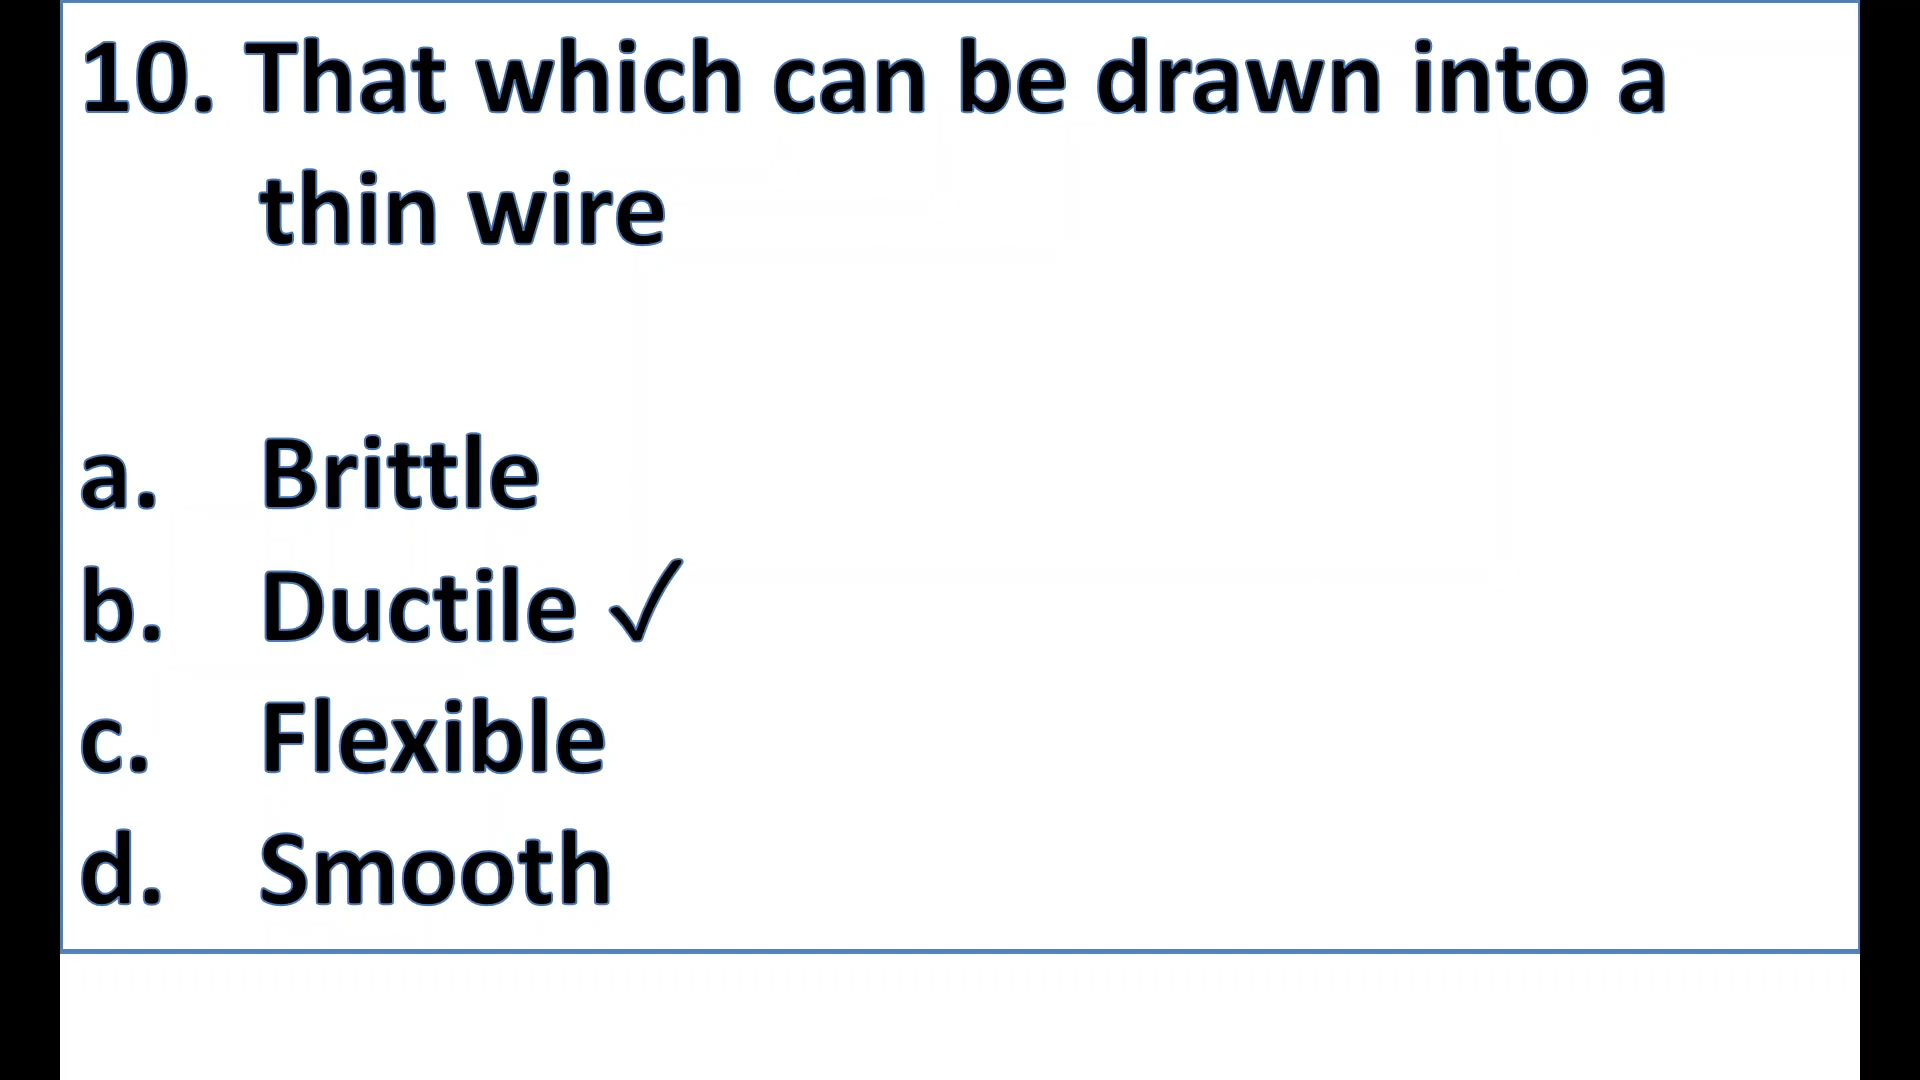 10. That which can be drawn into a
thin wire
a. Brittle
b. Ductile ✓
c. Flexible
d. Smooth